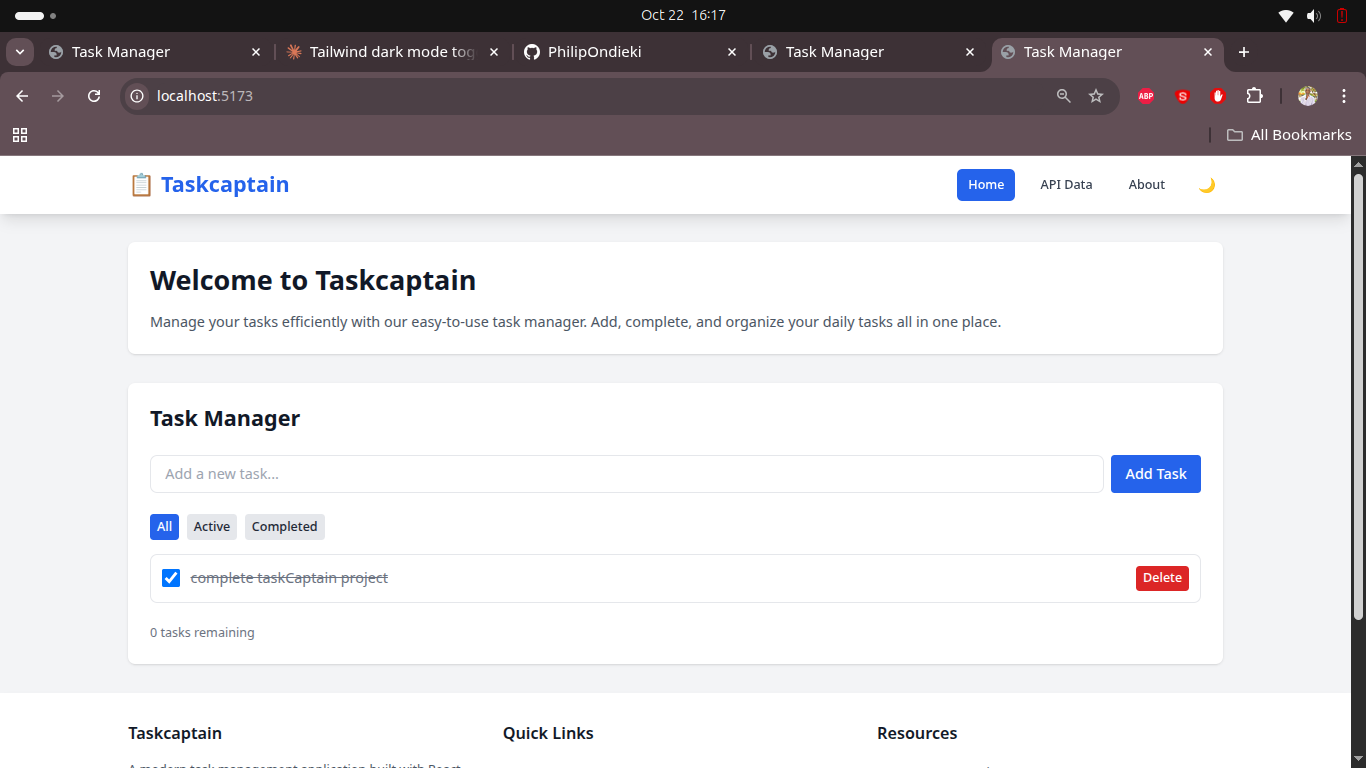 Oct 22 16:17
Task Manager
Tailwind dark mode tog
PhilipOndieki
Task Manager
Task Manager
localhost:5173
ABP
S
All Bookmarks
📋 Taskcaptain
Home
API Data
About
Welcome to Taskcaptain
Manage your tasks efficiently with our easy-to-use task manager. Add, complete, and organize your daily tasks all in one place.
Task Manager
Add a new task...
Add Task
All
Active
Completed
complete taskCaptain project
Delete
0 tasks remaining
Taskcaptain
Quick Links
Resources
A modern task management application built with React